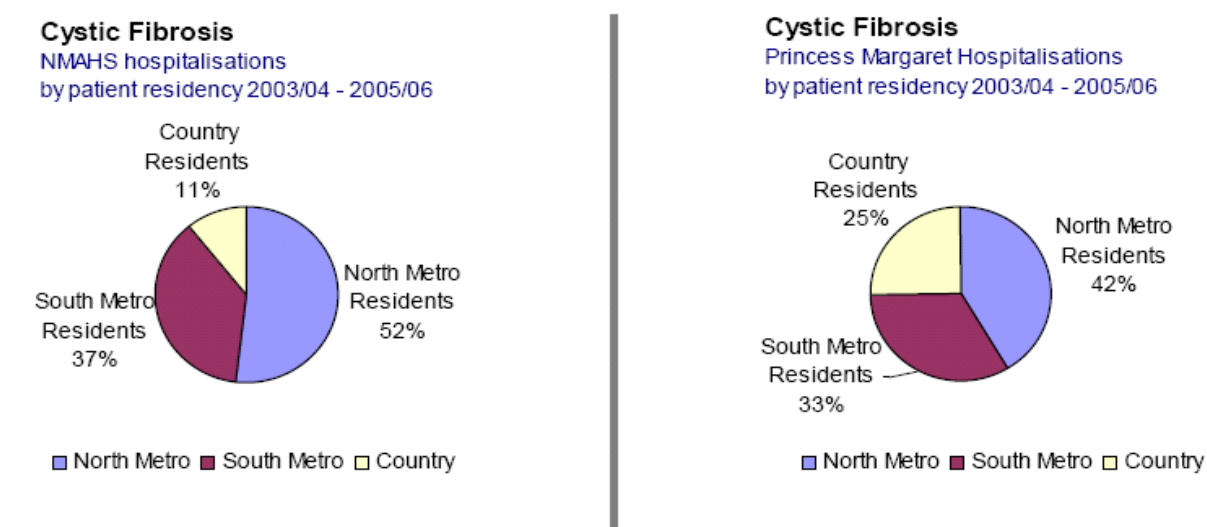 Cystic Fibrosis
NMAHS hospitalisations
by patient residency 2003/04 - 2005/06
Country
Residents
11%
North Metro
Residents
52%
South Metro
Residents
37%
North Metro South Metro Country
Cystic Fibrosis
Princess Margaret Hospitalisations
by patient residency 2003/04 - 2005/06
Country
Residents
25%
North Metro
Residents
42%
South Metro
Residents
33%
North Metro South Metro Country